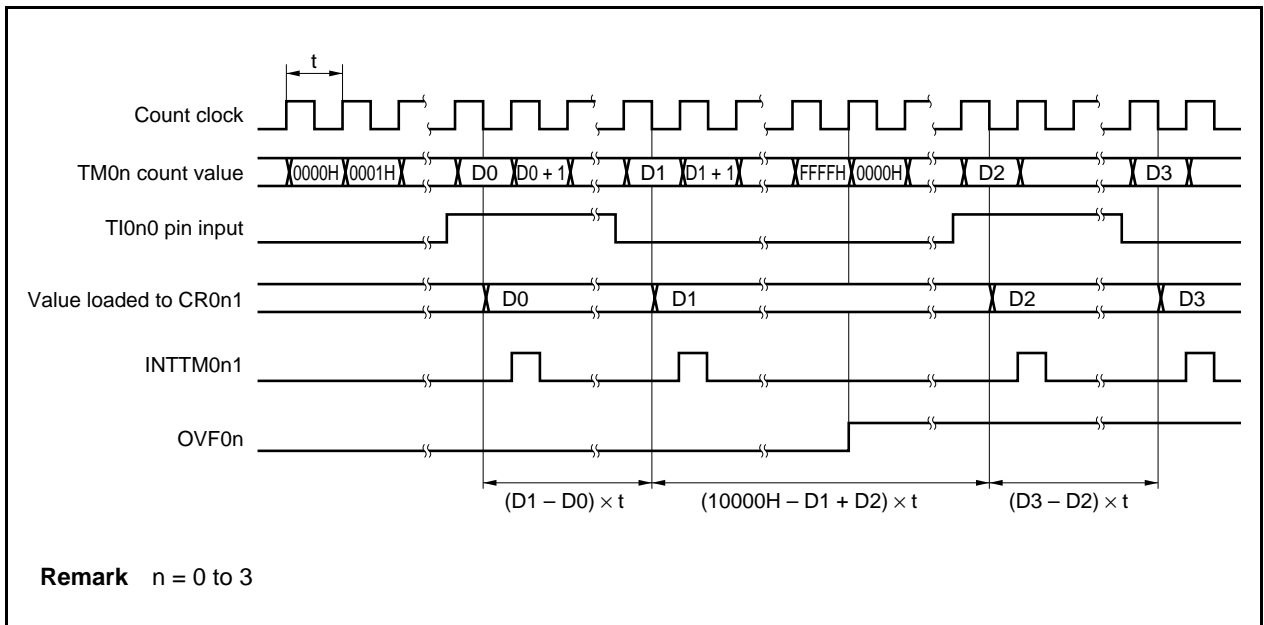 t
Count clock
TM0n count value 0000H 0001H D0 D0 + 1 D1 D1 + 1 FFFFH 0000H D2 D3
TI0n0 pin input
Value loaded to CR0n1 D0 D1 D2 D3
INTTM0n1
OVF0n
(D1 – D0) × t (10000H – D1 + D2) × t (D3 – D2) × t
Remark n = 0 to 3